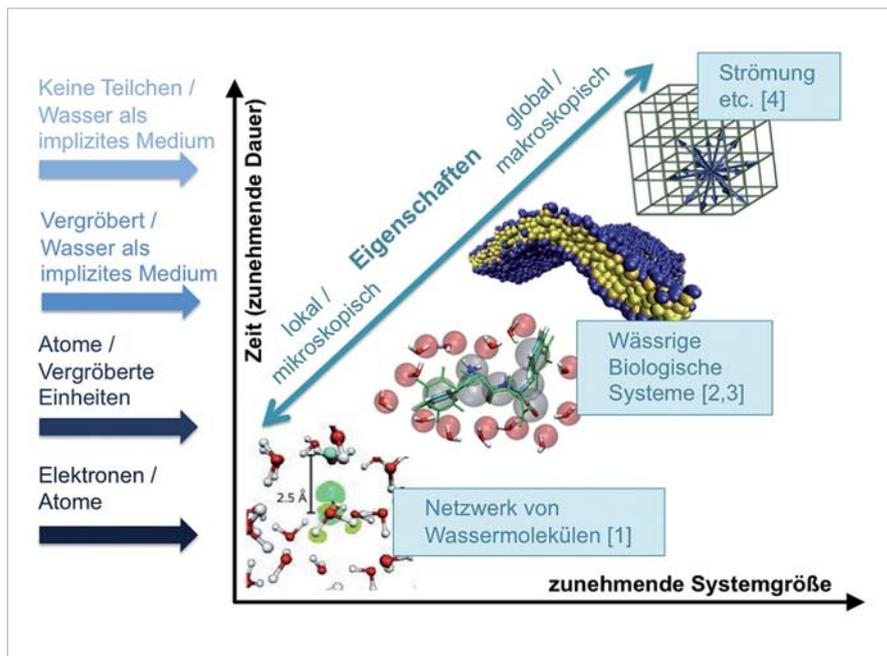 Keine Teilchen /
Wasser als
implizites Medium
Vergröbert /
Wasser als
implizites Medium
Atome /
Vergröberte
Einheiten
Elektronen /
Atome
Zeit (zunehmende Dauer)
lokal /
mikroskopisch
Eigenschaften
global /
makroskopisch
Strömung
etc. [4]
Wässrige
Biologische
Systeme [2,3]
2.5 Å
Netzwerk von
Wassermolekülen [1]
zunehmende Systemgröße